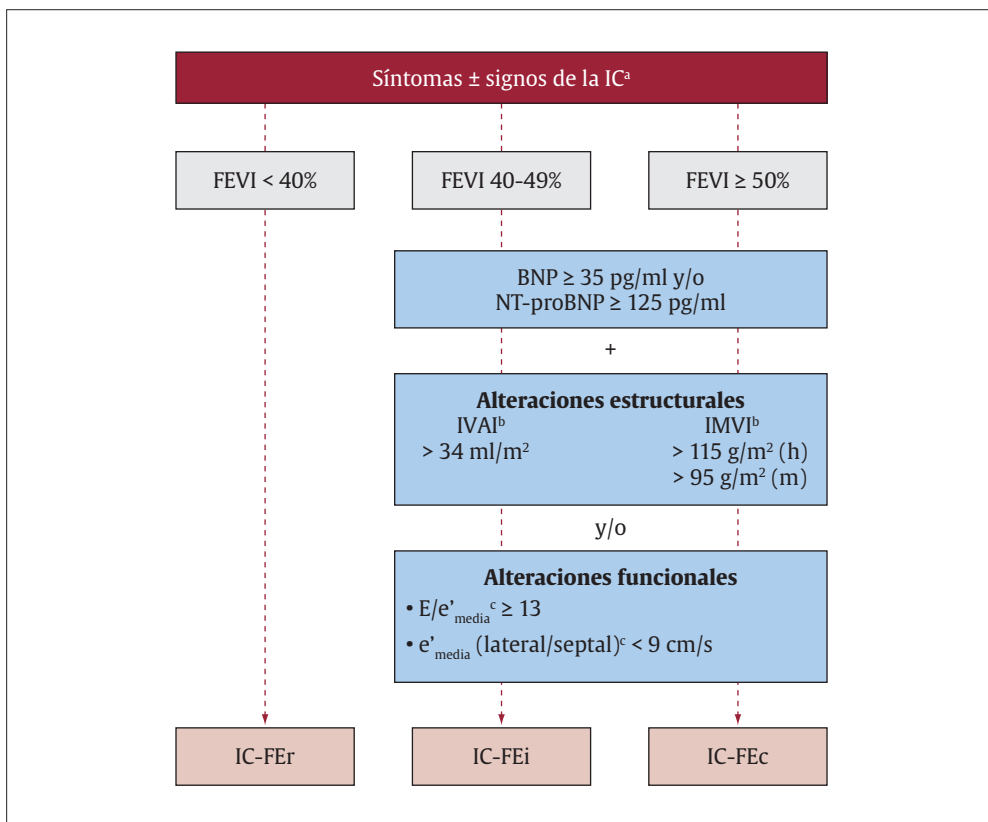 Síntomas ± signos de la ICᵃ
FEVI < 40%
FEVI 40-49%
FEVI ≥ 50%
BNP ≥ 35 pg/ml y/o
NT-proBNP ≥ 125 pg/ml
+
Alteraciones estructurales
IVAIᵇ
> 34 ml/m²
IMVIᵇ
> 115 g/m² (h)
> 95 g/m² (m)
y/o
Alteraciones funcionales
• E/e’media ᶜ ≥ 13
• e’media (lateral/septal)ᶜ < 9 cm/s
IC-FEr
IC-FEi
IC-FEc